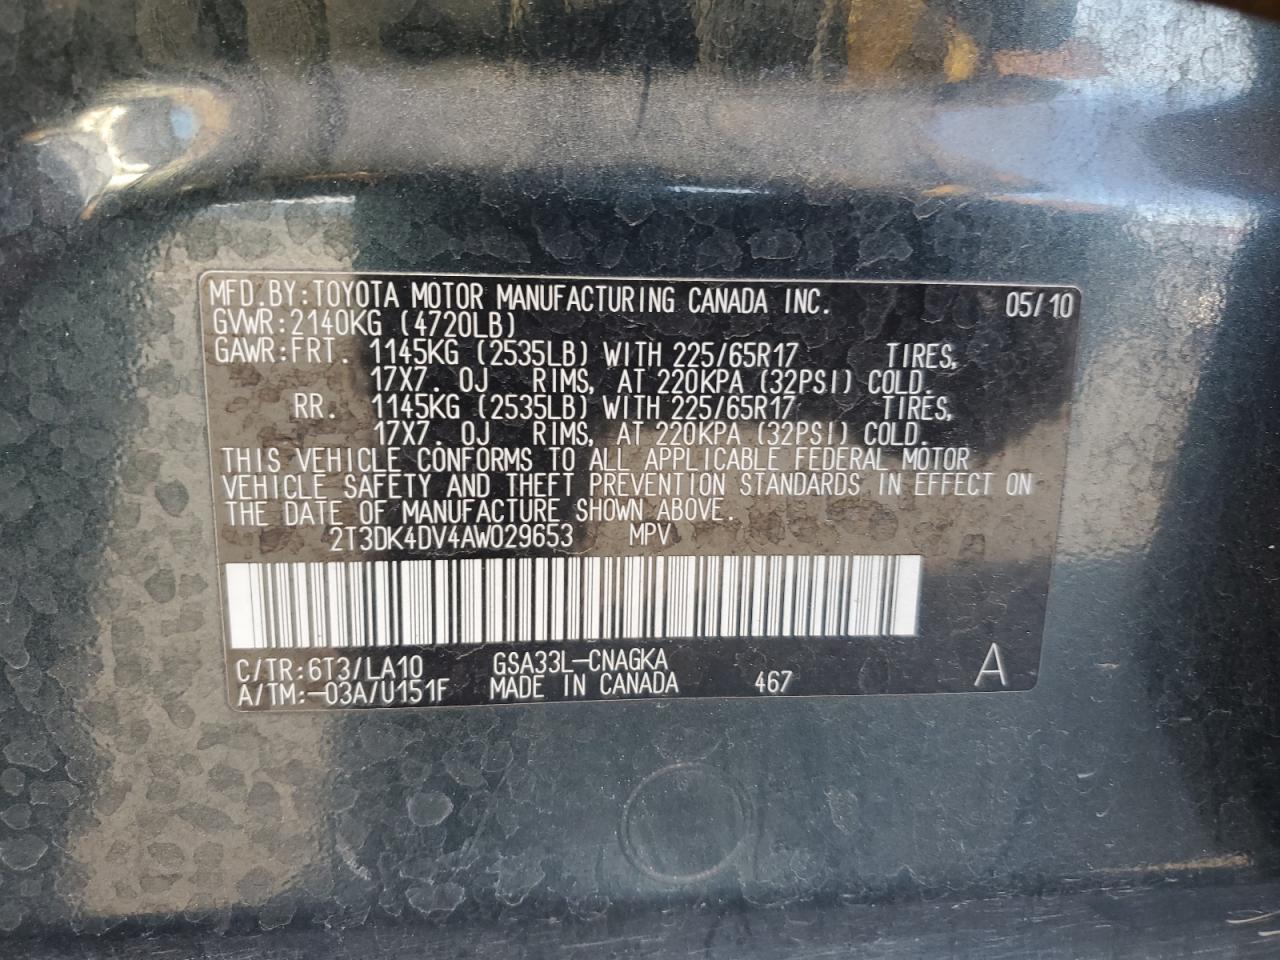 MFD.BY:TOYOTA MOTOR MANUFACTURING CANADA INC. 05/10
GVWR:2140KG (4720LB)
GAWR:FRT. 1145KG (2535LB) WITH 225/65R17 TIRES,
17X7.0J RIMS, AT 220KPA (32PSI) COLD.
RR. 1145KG (2535LB) WITH 225/65R17 TIRES,
17X7.0J RIMS, AT 220KPA (32PSI) COLD.
THIS VEHICLE CONFORMS TO ALL APPLICABLE FEDERAL MOTOR
VEHICLE SAFETY AND THEFT PREVENTION STANDARDS IN EFFECT ON
THE DATE OF MANUFACTURE SHOWN ABOVE.
2T3DK4DV4AW029653 MPV
C/TR:6T3/LA10 GSA33L-CNAGKA
A/TM:-03A/U151F MADE IN CANADA 467 A